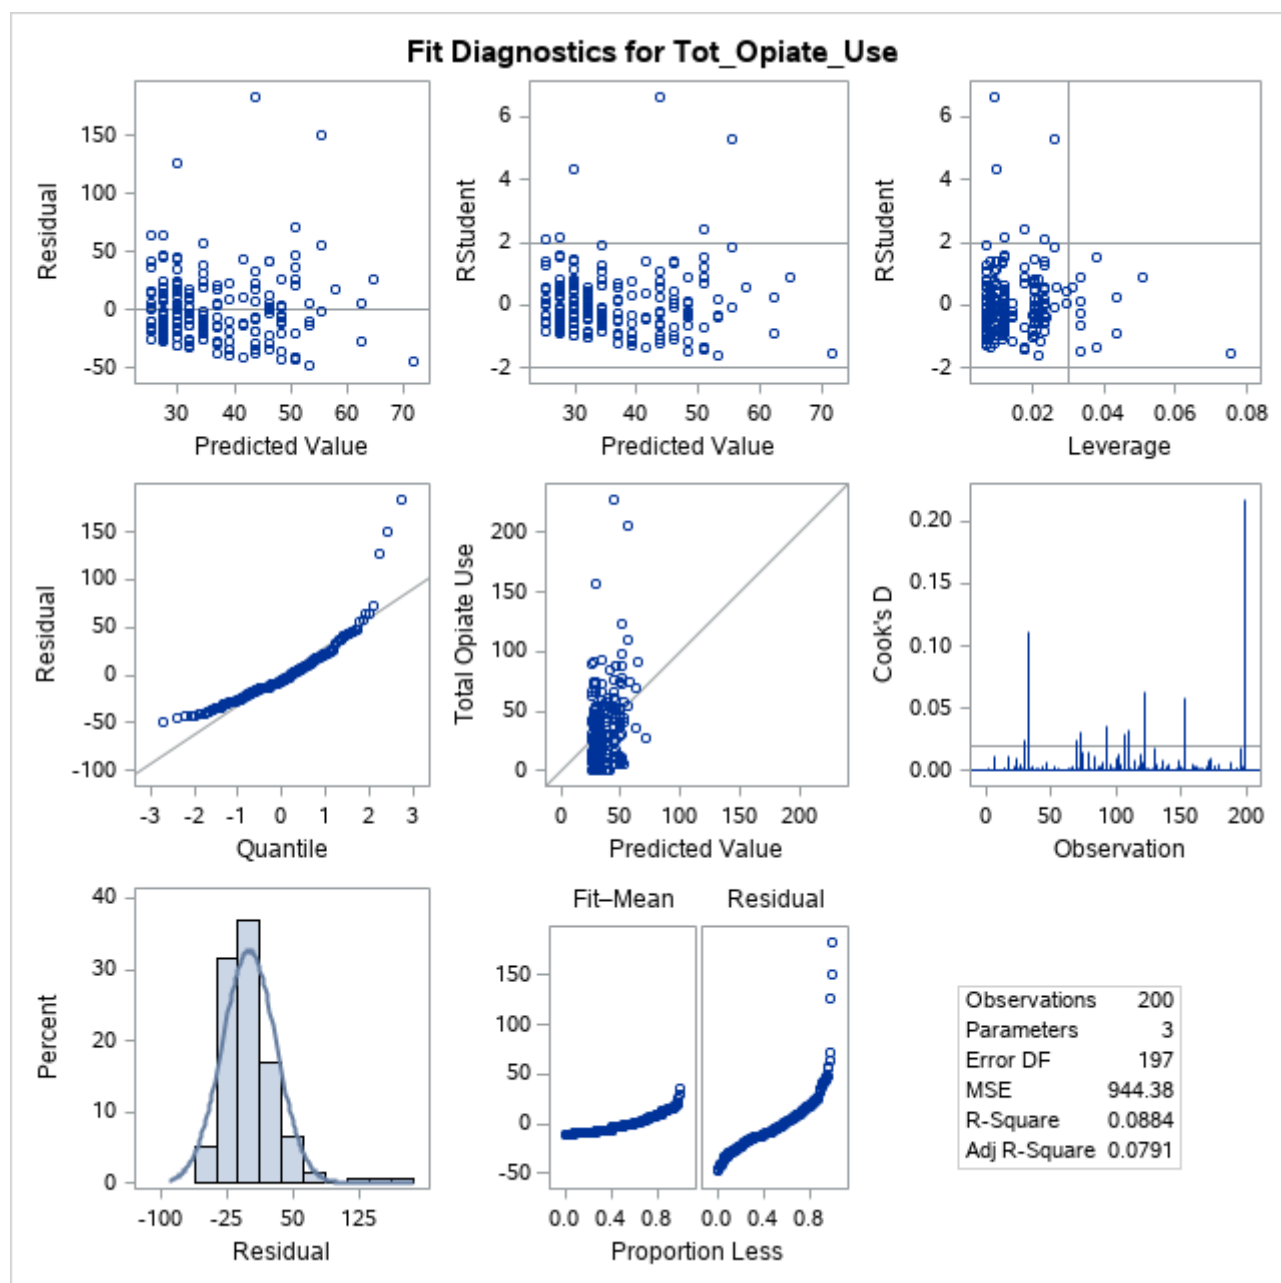 Fit Diagnostics for Tot_Opiate_Use
Residual
150
100
50
0
-50
30 40 50 60 70
Predicted Value
RStudent
6
4
2
0
-2
30 40 50 60 70
Predicted Value
RStudent
6
4
2
0
-2
0.02 0.04 0.06 0.08
Leverage
Residual
150
100
50
0
-50
-100
-3 -2 -1 0 1 2 3
Quantile
Total Opiate Use
200
150
100
50
0
0 50 100 150 200
Predicted Value
Cook's D
0.20
0.15
0.10
0.05
0.00
0 50 100 150 200
Observation
Percent
40
30
20
10
0
-100 -25 50 125
Residual
Fit–Mean Residual
150
100
50
0
-50
0.0 0.4 0.8 0.0 0.4 0.8
Proportion Less
Observations 200
Parameters 3
Error DF 197
MSE 944.38
R-Square 0.0884
Adj R-Square 0.0791